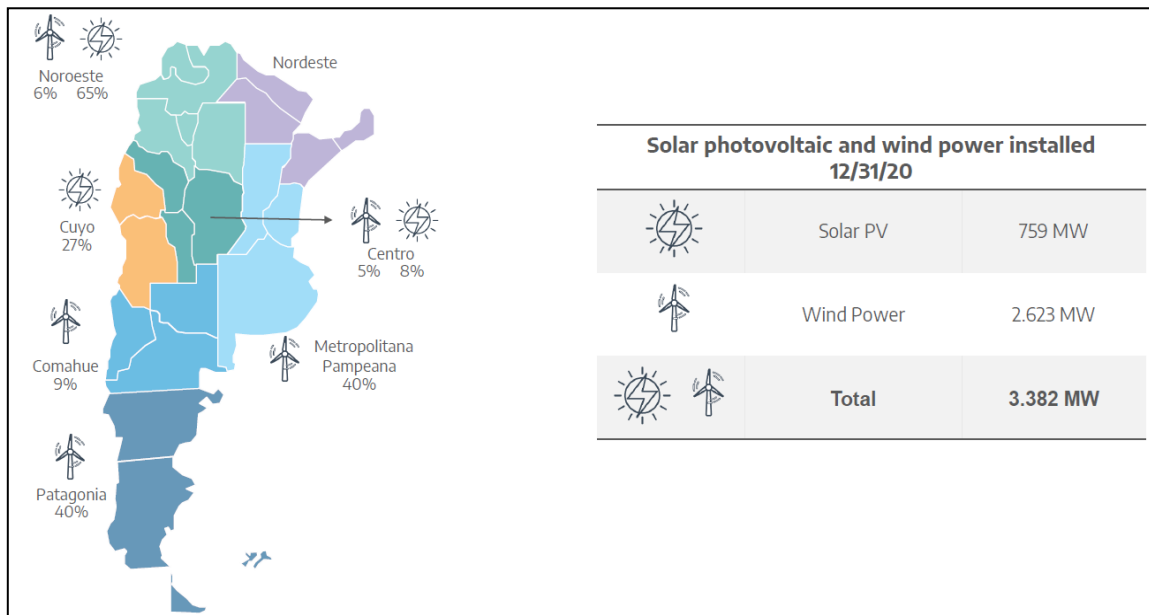 Noroeste
6% 65%
Nordeste
Cuyo
27%
Centro
5% 8%
Comahue
9%
Metropolitana
Pampeana
40%
Patagonia
40%
Solar photovoltaic and wind power installed
12/31/20
Solar PV 759 MW
Wind Power 2.623 MW
Total 3.382 MW